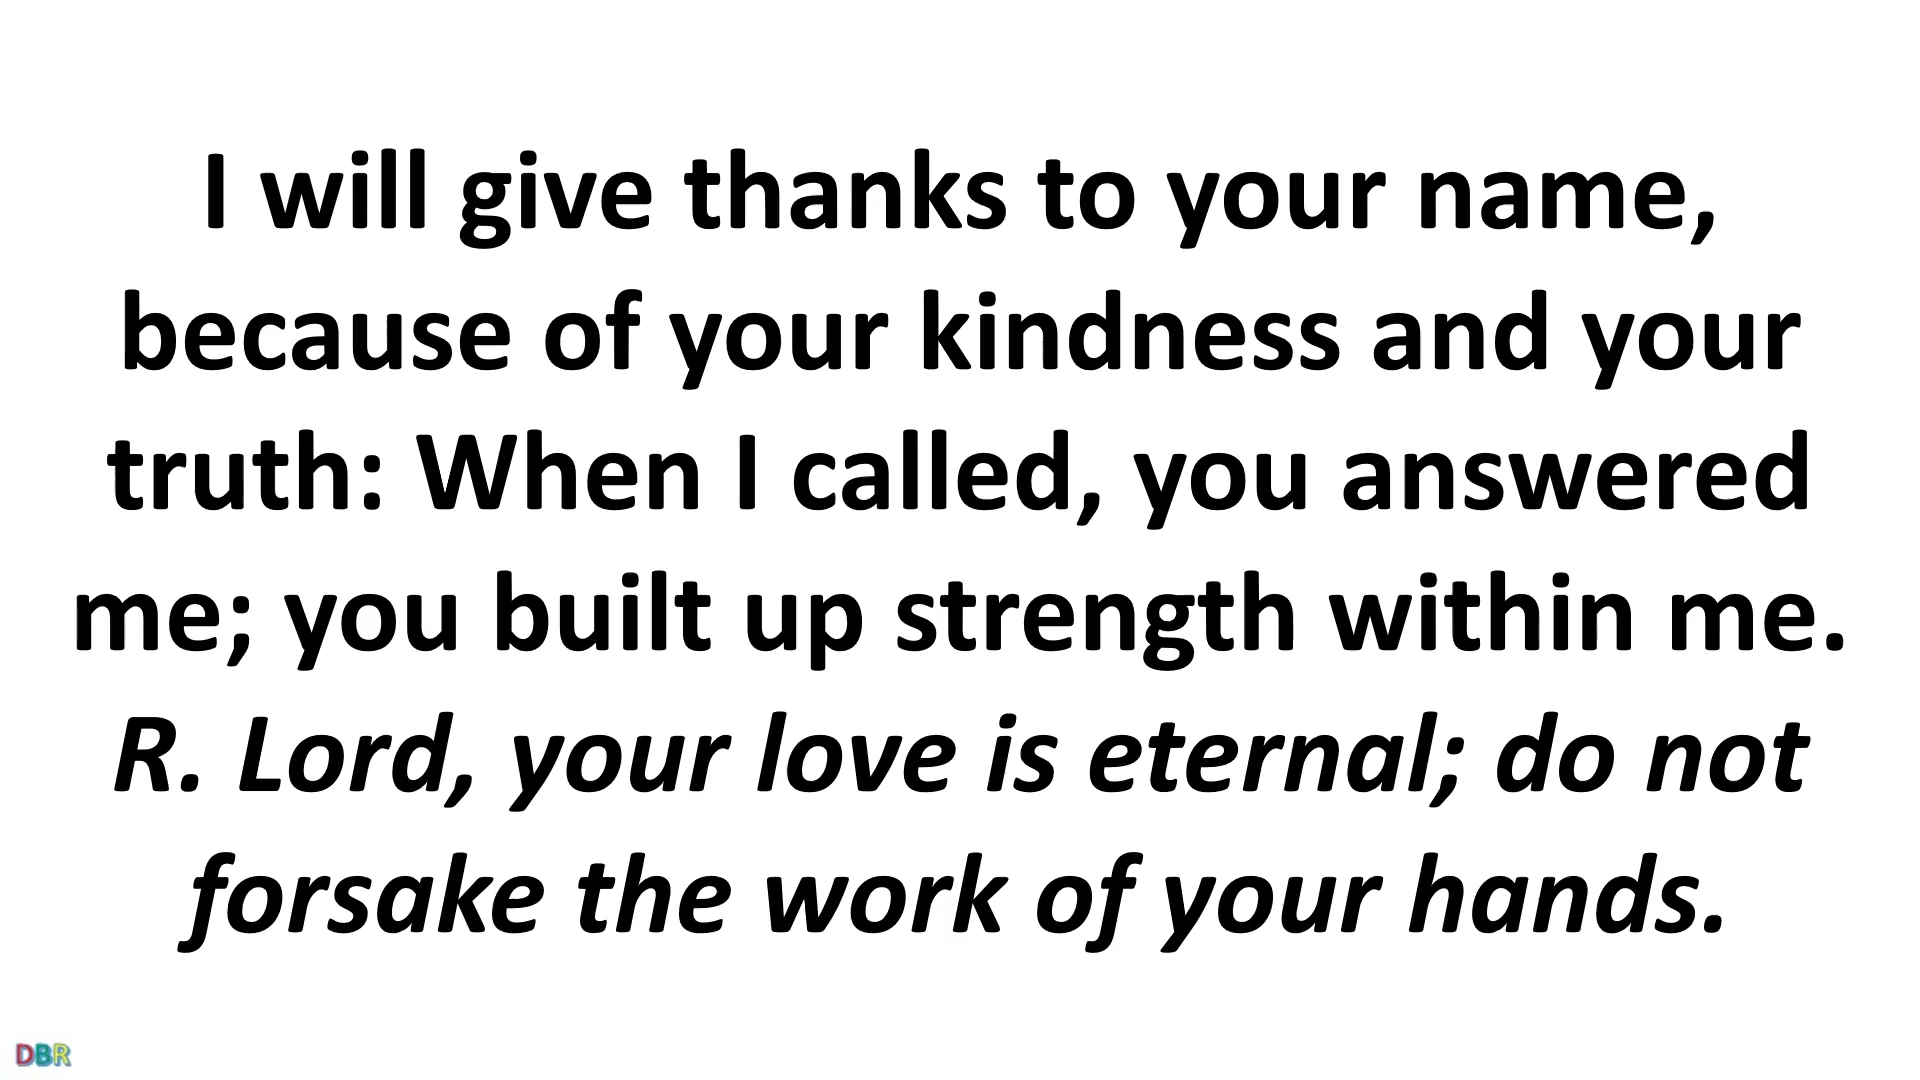 I will give thanks to your name,
because of your kindness and your
truth: When I called, you answered
me; you built up strength within me.
R. Lord, your love is eternal; do not
forsake the work of your hands.
DBR